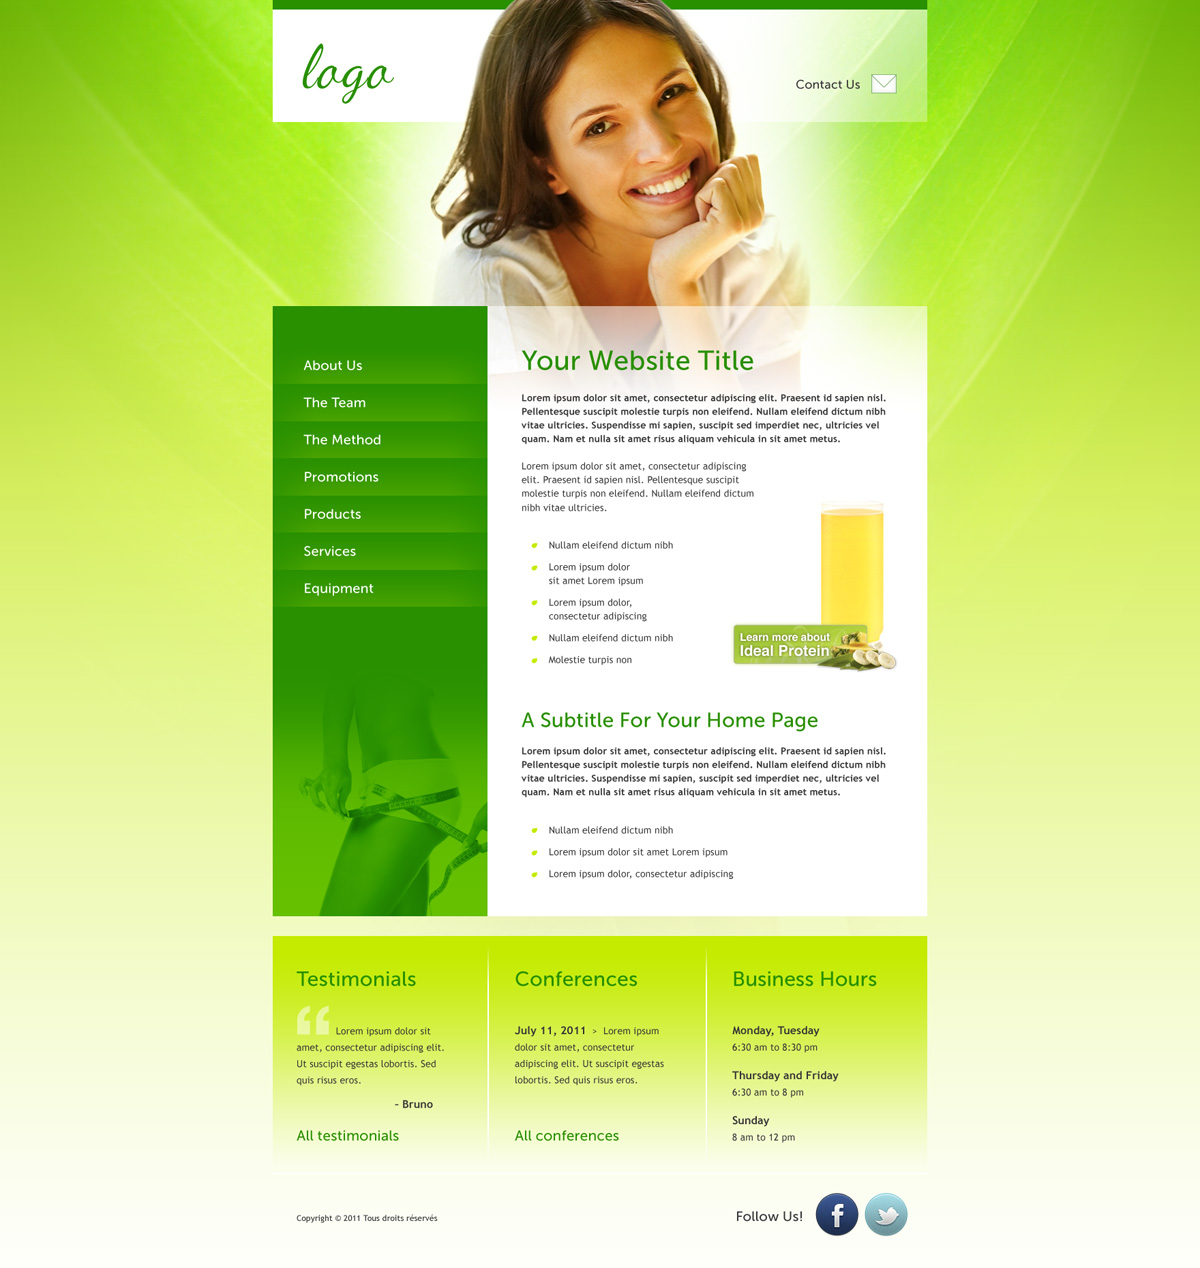 logo
Contact Us
About Us
The Team
The Method
Promotions
Products
Services
Equipment
Your Website Title
Lorem ipsum dolor sit amet, consectetur adipiscing elit. Praesent id sapien nisl.
Pellentesque suscipit molestie turpis non eleifend. Nullam eleifend dictum nibh
vitae ultricies. Suspendisse mi sapien, suscipit sed imperdiet nec, ultricies vel
quam. Nam et nulla sit amet risus aliquam vehicula in sit amet metus.
Lorem ipsum dolor sit amet, consectetur adipiscing
elit. Praesent id sapien nisl. Pellentesque suscipit
molestie turpis non eleifend. Nullam eleifend dictum
nibh vitae ultricies.
Nullam eleifend dictum nibh
Lorem ipsum dolor
sit amet Lorem ipsum
Lorem ipsum dolor,
consectetur adipiscing
Nullam eleifend dictum nibh
Molestie turpis non
Learn more about
Ideal Protein
A Subtitle For Your Home Page
Lorem ipsum dolor sit amet, consectetur adipiscing elit. Praesent id sapien nisl.
Pellentesque suscipit molestie turpis non eleifend. Nullam eleifend dictum nibh
vitae ultricies. Suspendisse mi sapien, suscipit sed imperdiet nec, ultricies vel
quam. Nam et nulla sit amet risus aliquam vehicula in sit amet metus.
Nullam eleifend dictum nibh
Lorem ipsum dolor sit amet Lorem ipsum
Lorem ipsum dolor, consectetur adipiscing
Testimonials
“ Lorem ipsum dolor sit
amet, consectetur adipiscing elit.
Ut suscipit egestas lobortis. Sed
quis risus eros.
- Bruno
All testimonials
Conferences
July 11, 2011 > Lorem ipsum
dolor sit amet, consectetur
adipiscing elit. Ut suscipit egestas
lobortis. Sed quis risus eros.
All conferences
Business Hours
Monday, Tuesday
6:30 am to 8:30 pm
Thursday and Friday
6:30 am to 8 pm
Sunday
8 am to 12 pm
Copyright © 2011 Tous droits réservés
Follow Us!
f